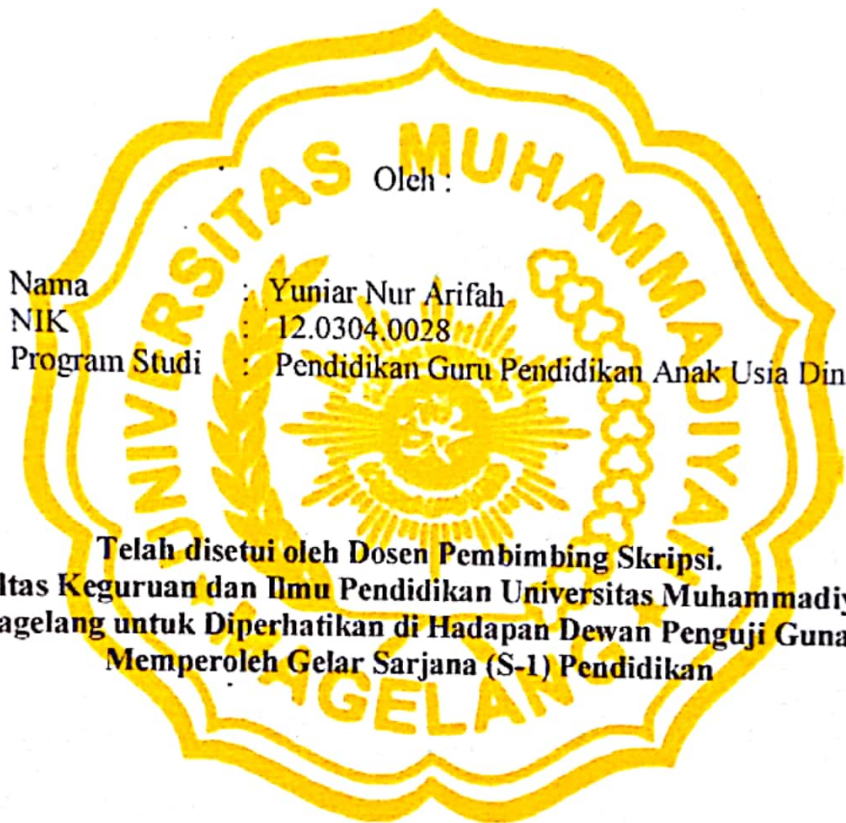 Oleh :
Nama : Yuniar Nur Arifah
NIK : 12.0304.0028
Program Studi : Pendidikan Guru Pendidikan Anak Usia Din
Telah disetui oleh Dosen Pembimbing Skripsi.
ltas Keguruan dan Ilmu Pendidikan Universitas Muhammadiy
agelang untuk Diperhatikan di Hadapan Dewan Penguji Guna
Memperoleh Gelar Sarjana (S-1) Pendidikan
UNIVERSITAS MUHAMMADIYAH
MAGELANG